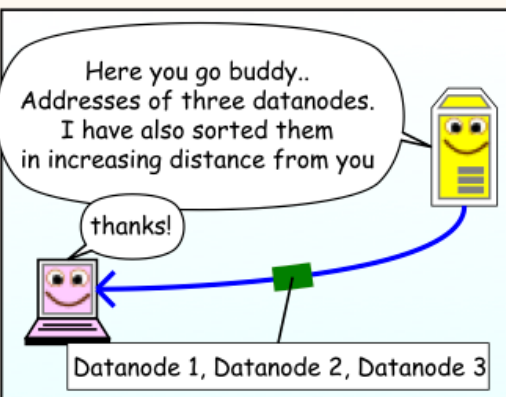 Here you go buddy..
Addresses of three datanodes.
I have also sorted them
in increasing distance from you
thanks!
Datanode 1, Datanode 2, Datanode 3